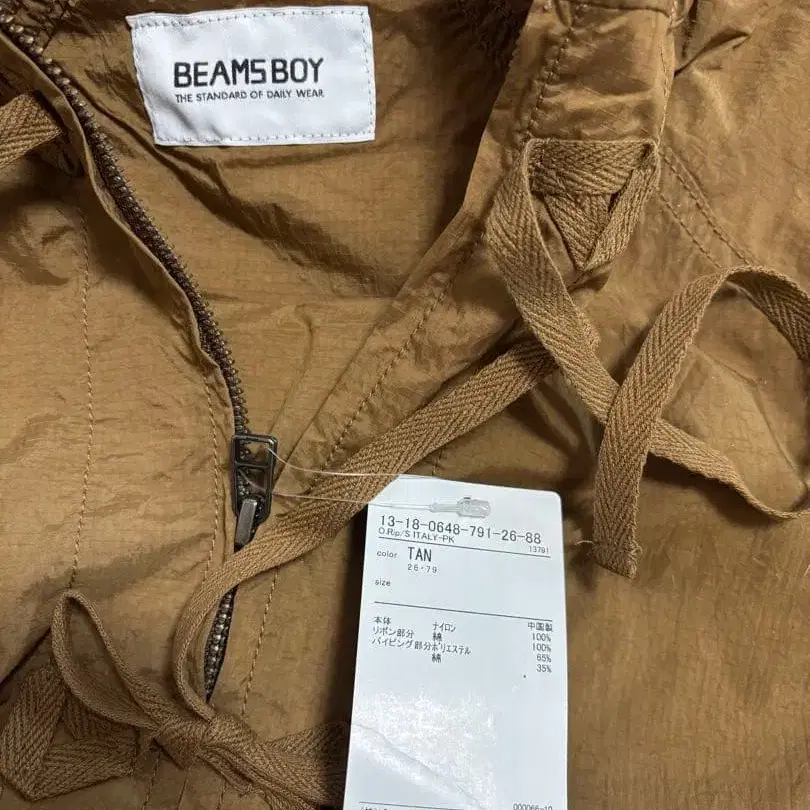 BEAMS BOY
THE STANDARD OF DAILY WEAR
13-18-0648-791-26-88
O.Rip/S ITALY-PK 13791
color TAN
26・79
size
中国製
本体 ナイロン 100%
リボン部分 綿 100%
パイピング部分ポリエステル 65%
綿 35%